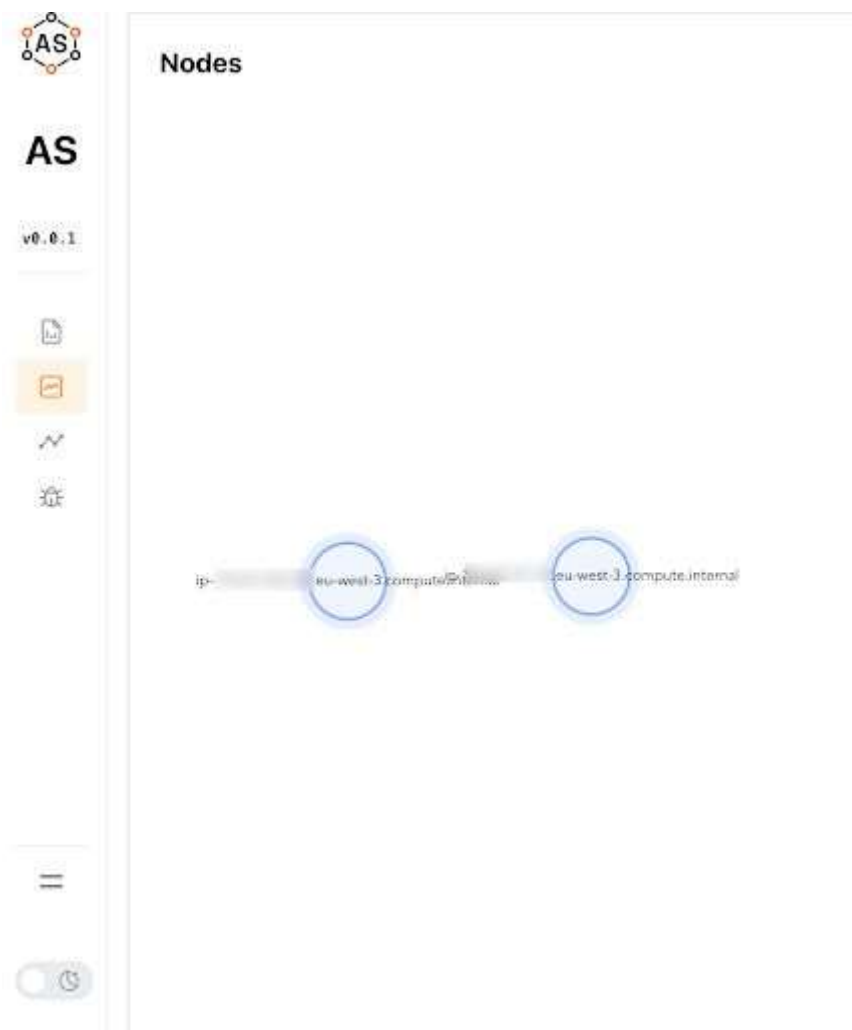 AS
Nodes
AS
v0.0.1
ip-
eu-west-3.compute
eu-west-3.compute.internal